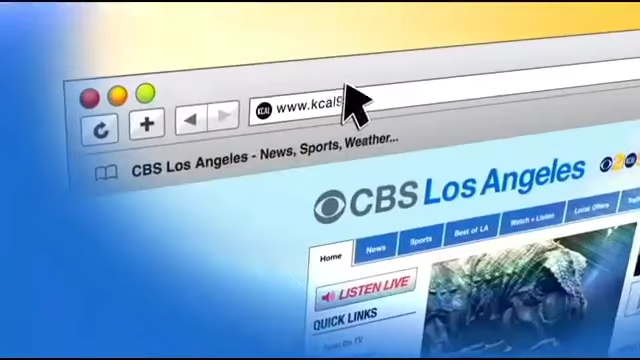 KCAL www.kcal9
CBS Los Angeles - News, Sports, Weather...
CBS Los Angeles
Home News Sports Best of LA Watch + Listen Local Offers
LISTEN LIVE
QUICK LINKS